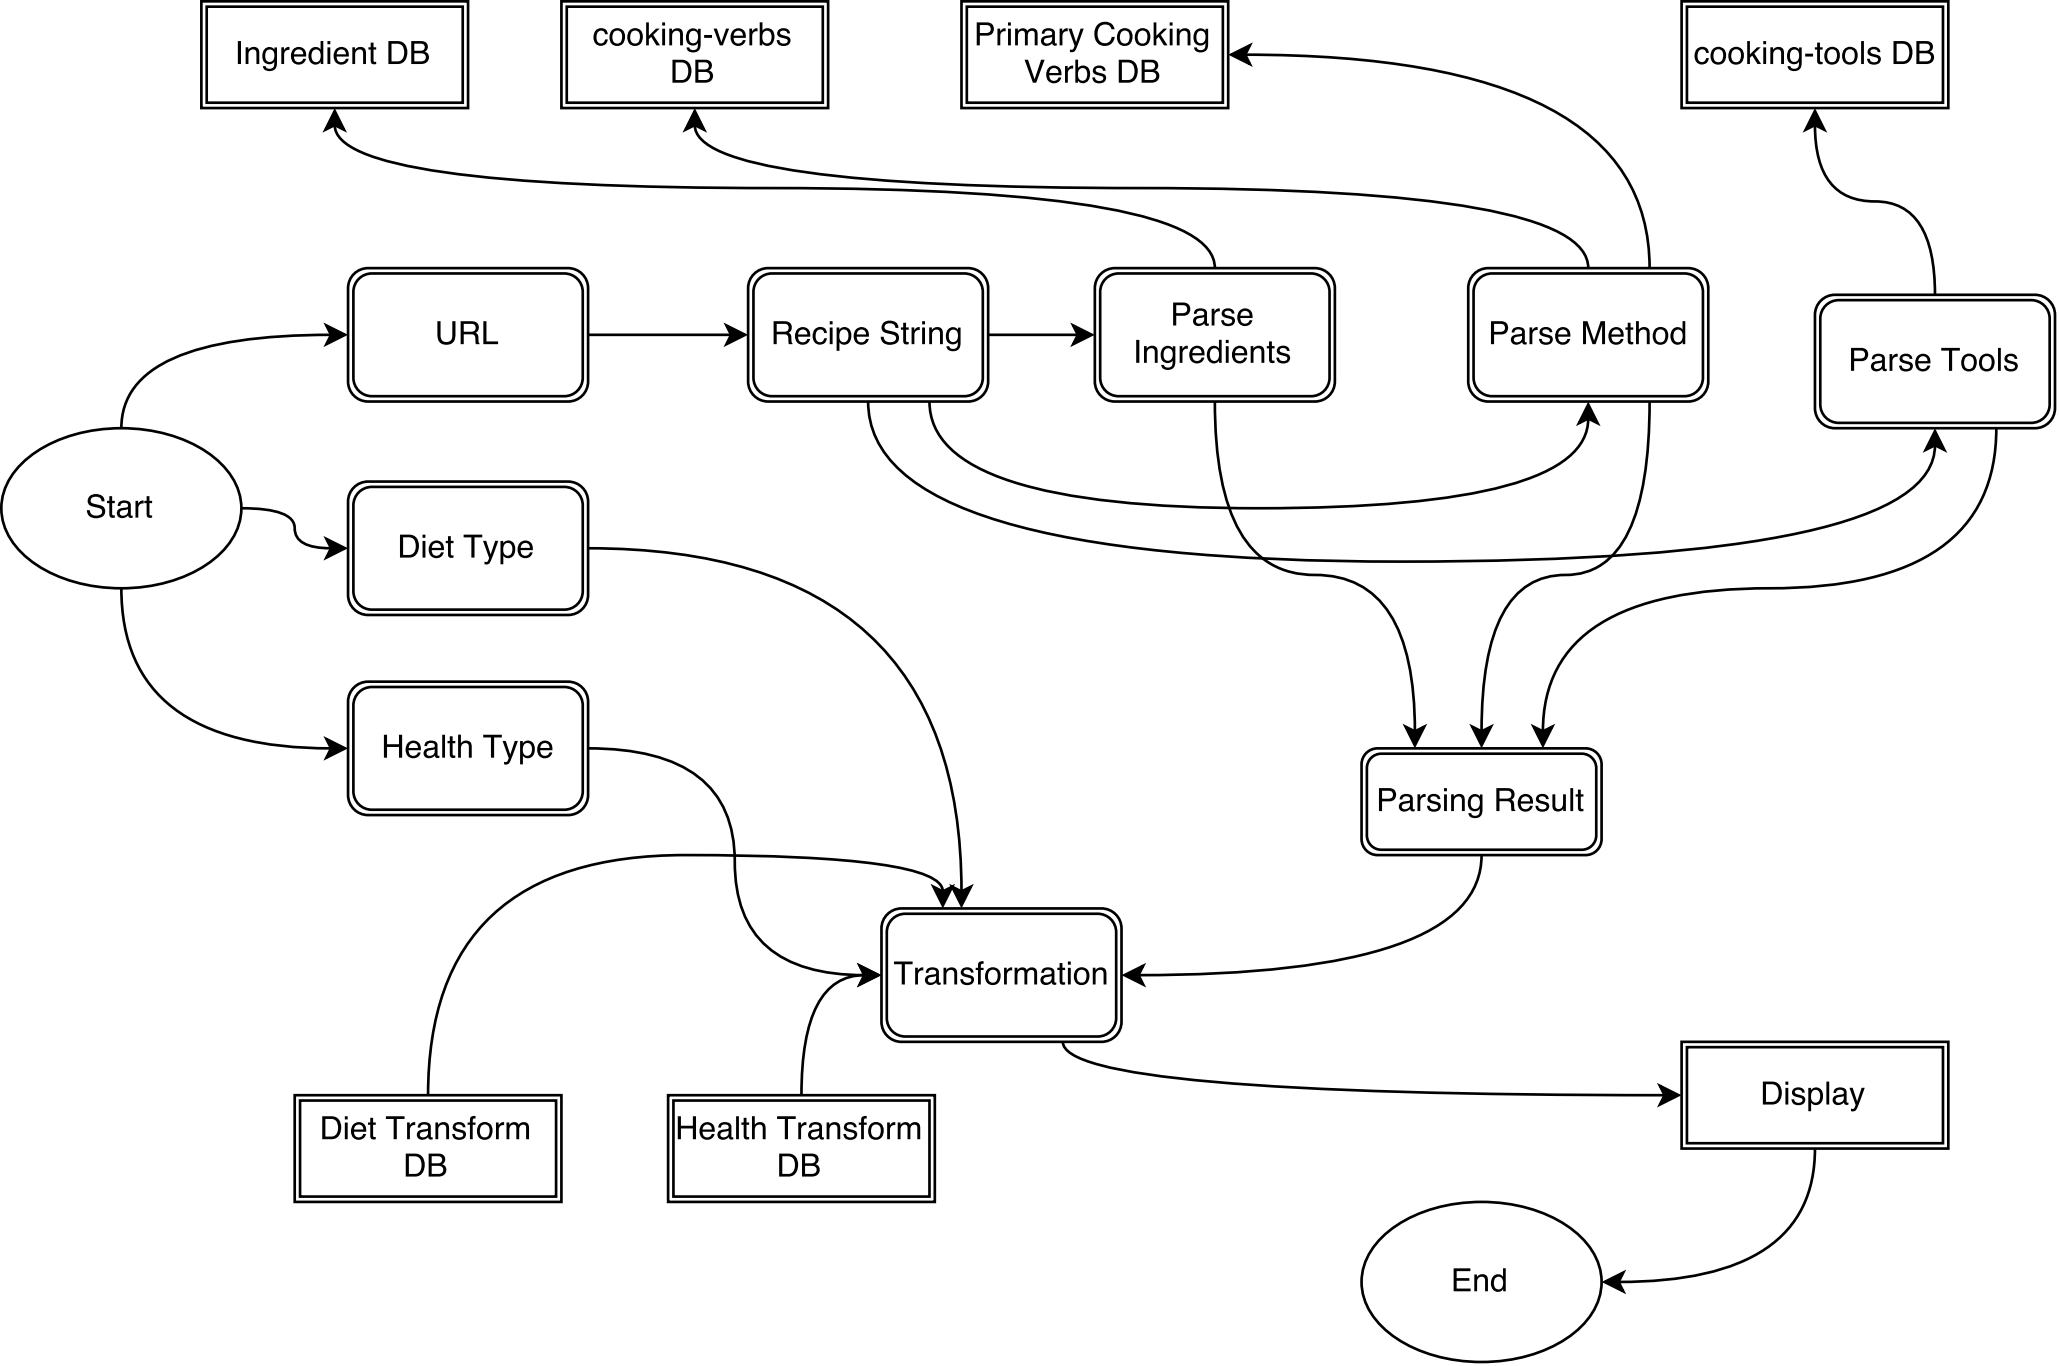 Ingredient DB
cooking-verbs
DB
Primary Cooking
Verbs DB
cooking-tools DB
URL
Recipe String
Parse
Ingredients
Parse Method
Parse Tools
Start
Diet Type
Health Type
Parsing Result
Transformation
Diet Transform
DB
Health Transform
DB
Display
End